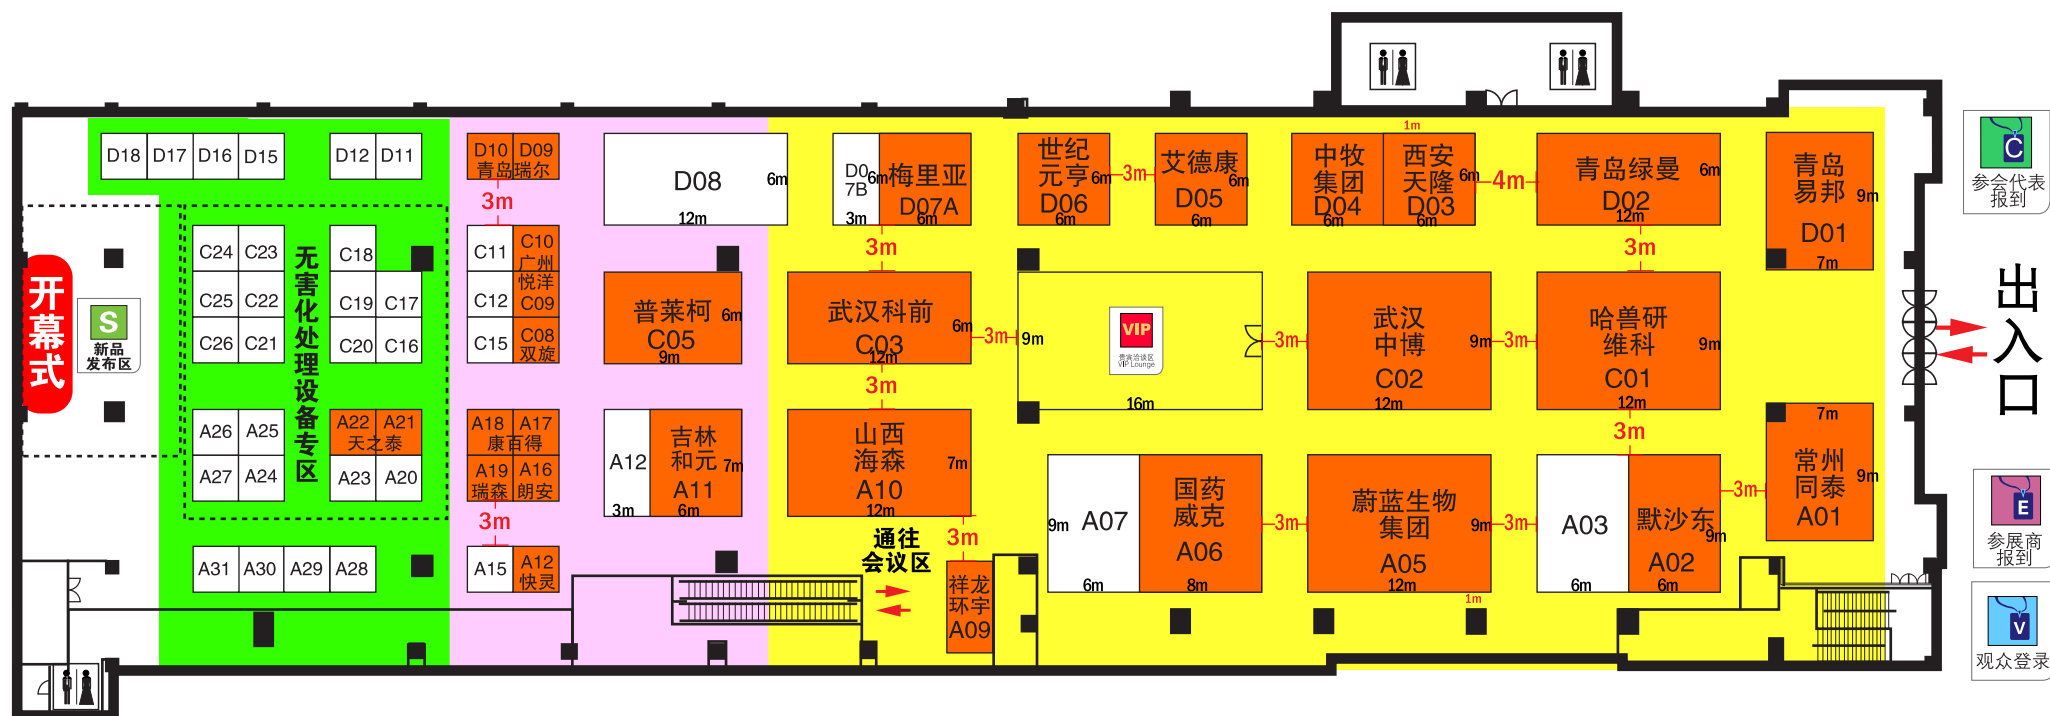 1m
D18 D17 D16 D15
D12 D11
D10 D09
青岛瑞尔
3m
D08
6m
12m
D0
7B
3m
6m
梅里亚
D07A
6m
世纪
元亨
D06
6m
6m
3m
艾德康
D05
6m
6m
中牧
集团
D04
6m
西安
天隆
D03
6m
6m
4m
青岛绿曼
D02
6m
12m
青岛
易邦
D01
9m
7m
C
参会代表
报到
3m
3m
开幕式
S
新品
发布区
C24 C23
C25 C22
C26 C21
无害化处理设备专区
C18
C19 C17
C20 C16
C11
C10
广州
C12
悦洋
C09
C15
C08
双旋
普莱柯
C05
6m
9m
武汉科前
C03
6m
12m
3m
9m
VIP
贵宾洽谈区
VIP Lounge
16m
3m
武汉
中博
C02
9m
12m
3m
哈兽研
维科
C01
9m
12m
出入口
3m
3m
A26 A25
A27 A24
A22 A21
天之泰
A23 A20
A18 A17
康百得
A19 A16
瑞森 朗安
3m
A12
3m
吉林
和元
A11
7m
6m
山西
海森
A10
7m
12m
通往
会议区
3m
祥龙
环宇
A09
9m
A07
6m
国药
威克
A06
8m
3m
蔚蓝生物
集团
A05
9m
12m
3m
A03
6m
默沙东
A02
9m
6m
3m
7m
常州
同泰
A01
9m
E
参展商
报到
A31 A30 A29 A28
A15
A12
快灵
1m
V
观众登录